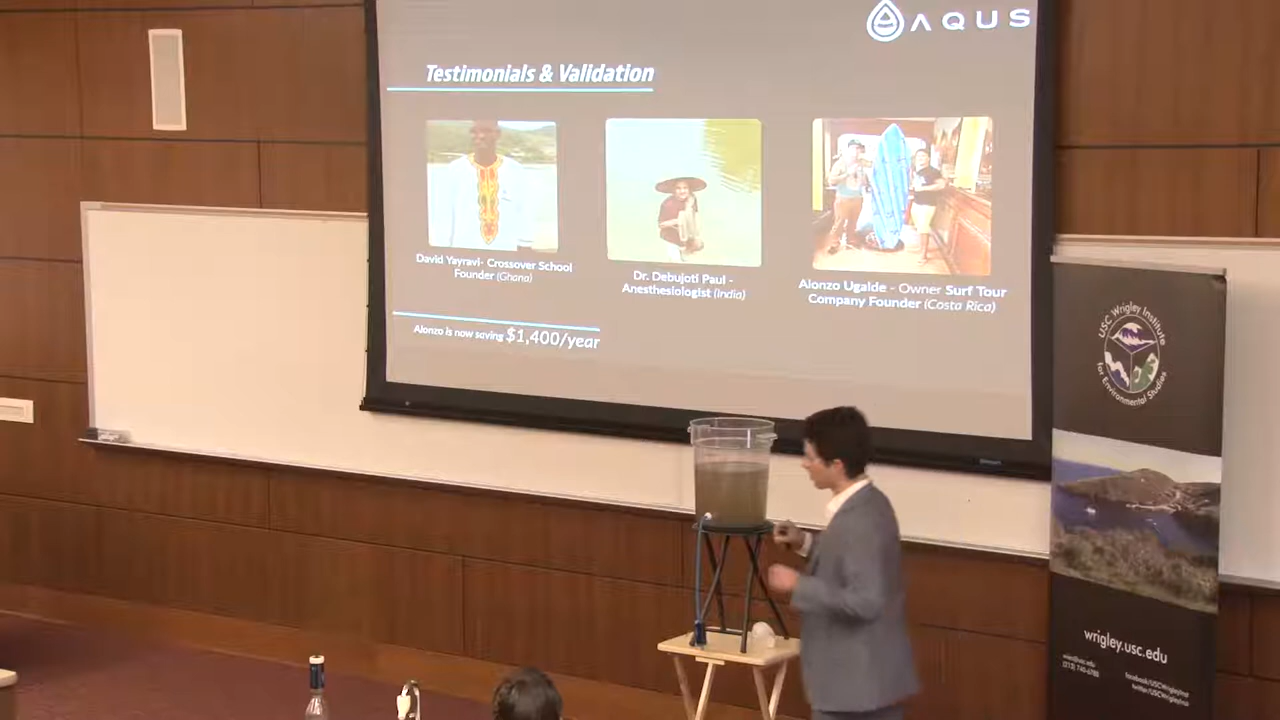 AQUS
Testimonials & Validation
David Yayravi- Crossover School
Founder (Ghana)
Dr. Debujoti Paul -
Anesthesiologist (India)
Alonzo Ugalde - Owner Surf Tour
Company Founder (Costa Rica)
Alonzo is now saving $1,400/year
USC Wrigley Institute
for Environmental Studies
wrigley.usc.edu